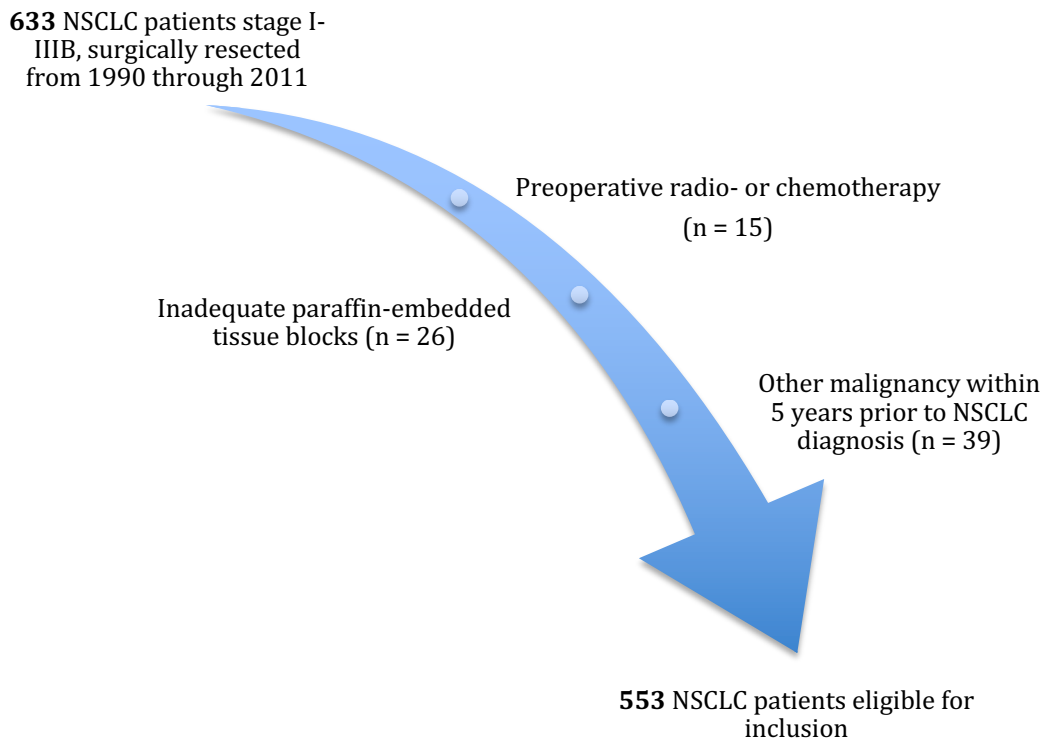 633 NSCLC patients stage I-
IIIB, surgically resected
from 1990 through 2011
Preoperative radio- or chemotherapy
(n = 15)
Inadequate paraffin-embedded
tissue blocks (n = 26)
Other malignancy within
5 years prior to NSCLC
diagnosis (n = 39)
553 NSCLC patients eligible for
inclusion